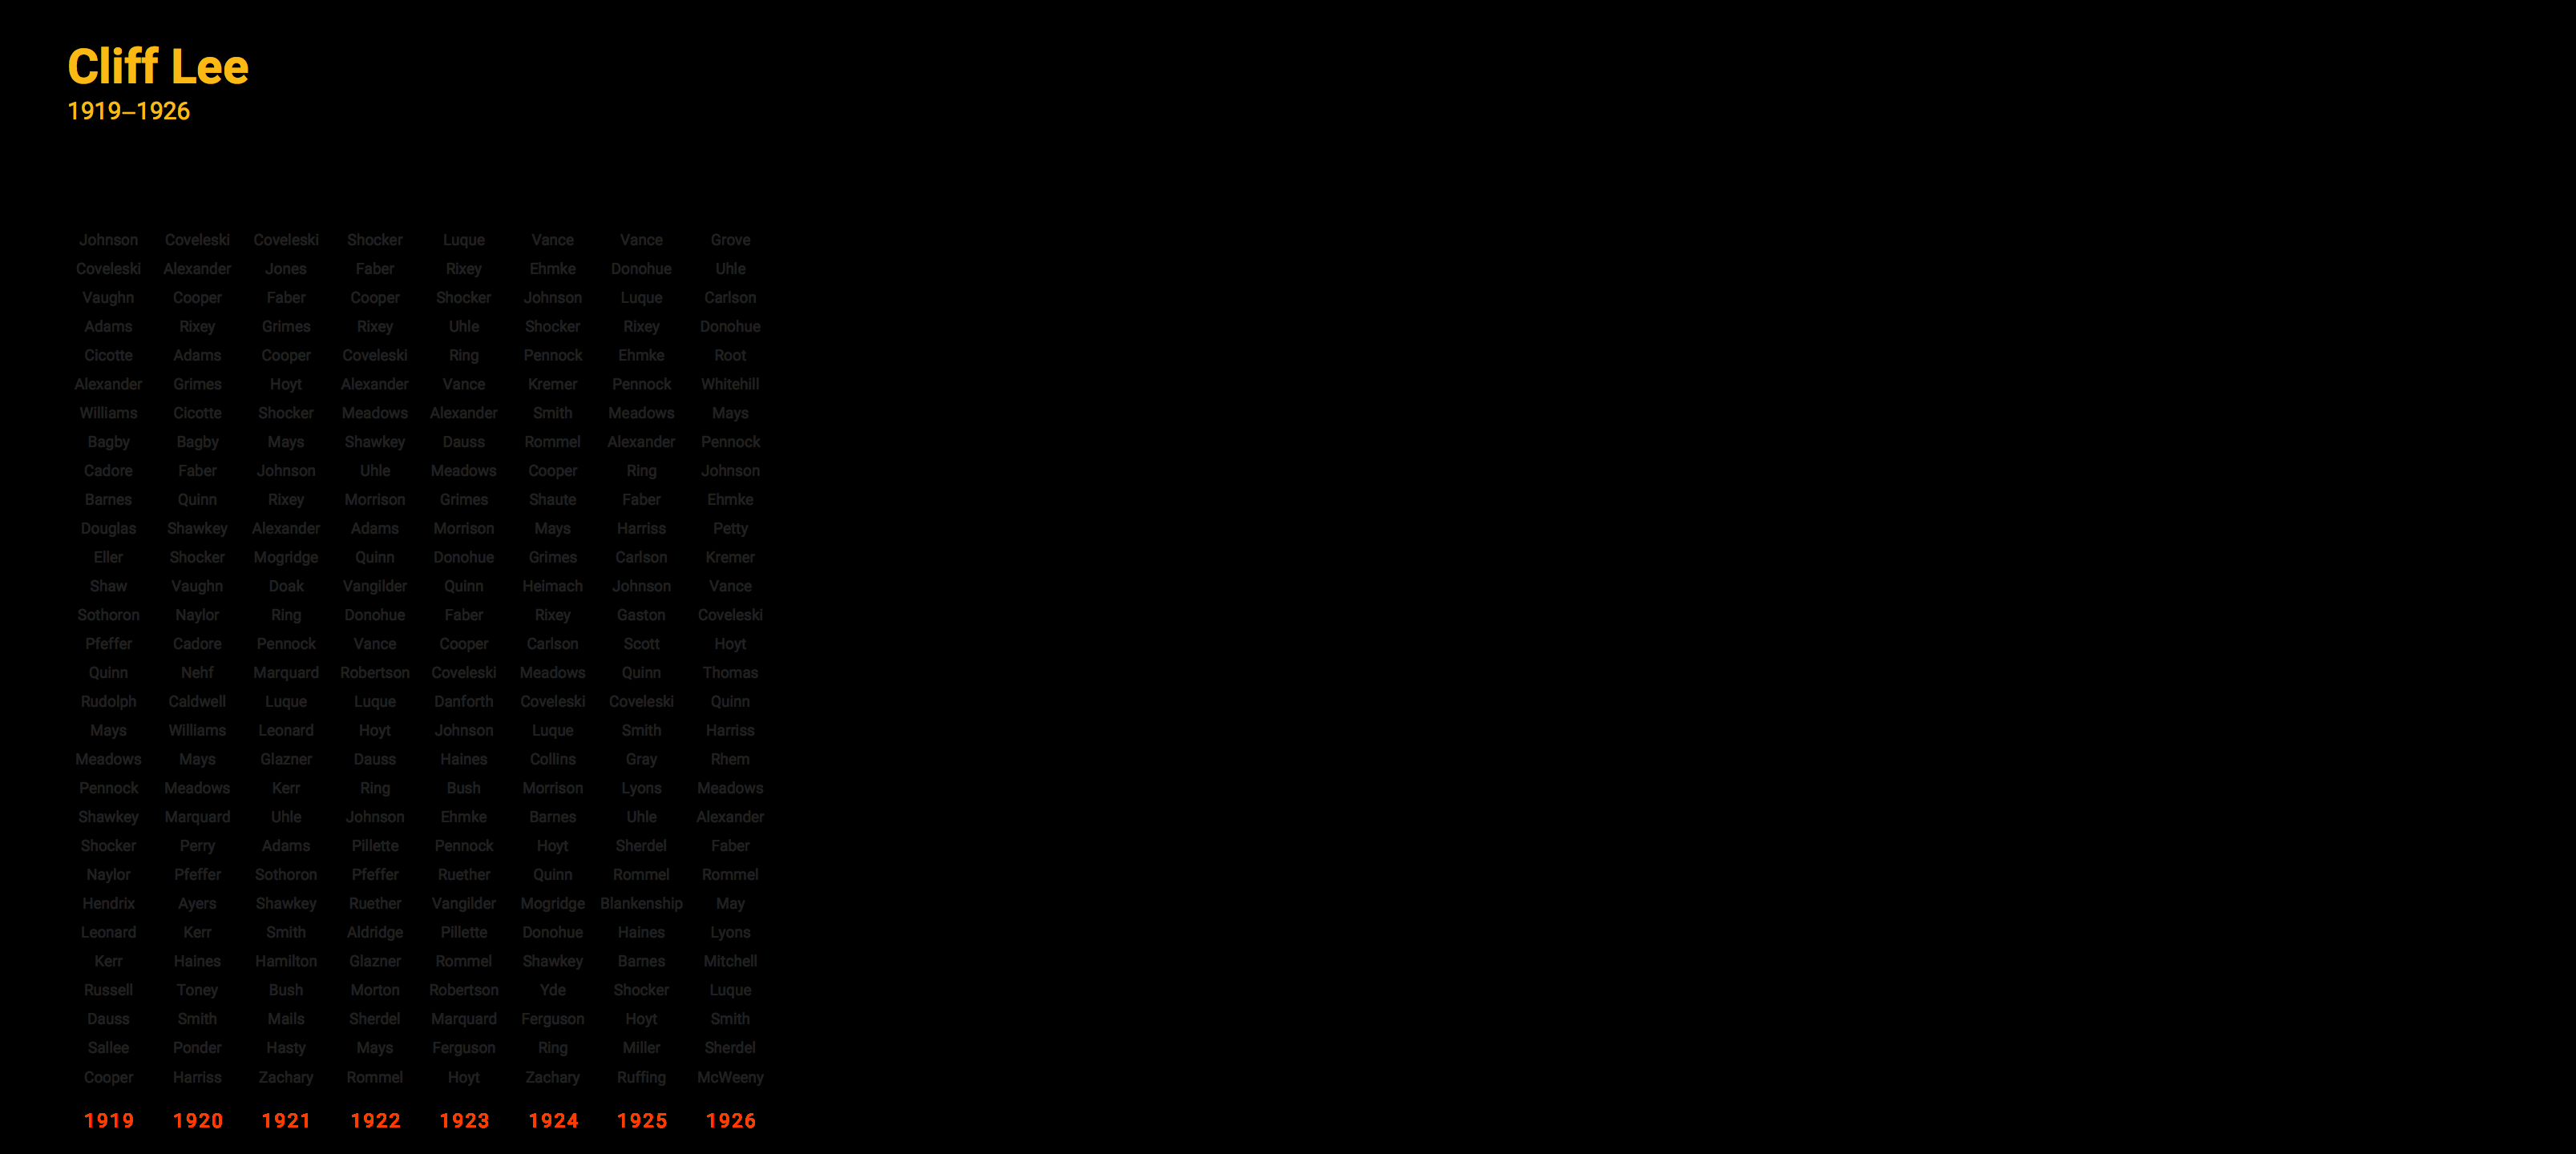 Cliff Lee
1919–1926
Johnson Coveleski Coveleski Shocker Luque Vance Vance Grove
Coveleski Alexander Jones Faber Rixey Ehmke Donohue Uhle
Vaughn Cooper Faber Cooper Shocker Johnson Luque Carlson
Adams Rixey Grimes Rixey Uhle Shocker Rixey Donohue
Cicotte Adams Cooper Coveleski Ring Pennock Ehmke Root
Alexander Grimes Hoyt Alexander Vance Kremer Pennock Whitehill
Williams Cicotte Shocker Meadows Alexander Smith Meadows Mays
Bagby Bagby Mays Shawkey Dauss Rommel Alexander Pennock
Cadore Faber Johnson Uhle Meadows Cooper Ring Johnson
Barnes Quinn Rixey Morrison Grimes Shaute Faber Ehmke
Douglas Shawkey Alexander Adams Morrison Mays Harriss Petty
Eller Shocker Mogridge Quinn Donohue Grimes Carlson Kremer
Shaw Vaughn Doak Vangilder Quinn Heimach Johnson Vance
Sothoron Naylor Ring Donohue Faber Rixey Gaston Coveleski
Pfeffer Cadore Pennock Vance Cooper Carlson Scott Hoyt
Quinn Nehf Marquard Robertson Coveleski Meadows Quinn Thomas
Rudolph Caldwell Luque Luque Danforth Coveleski Coveleski Quinn
Mays Williams Leonard Hoyt Johnson Luque Smith Harriss
Meadows Mays Glazner Dauss Haines Collins Gray Rhem
Pennock Meadows Kerr Ring Bush Morrison Lyons Meadows
Shawkey Marquard Uhle Johnson Ehmke Barnes Uhle Alexander
Shocker Perry Adams Pillette Pennock Hoyt Sherdel Faber
Naylor Pfeffer Sothoron Pfeffer Ruether Quinn Rommel Rommel
Hendrix Ayers Shawkey Ruether Vangilder Mogridge Blankenship May
Leonard Kerr Smith Aldridge Pillette Donohue Haines Lyons
Kerr Haines Hamilton Glazner Rommel Shawkey Barnes Mitchell
Russell Toney Bush Morton Robertson Yde Shocker Luque
Dauss Smith Mails Sherdel Marquard Ferguson Hoyt Smith
Sallee Ponder Hasty Mays Ferguson Ring Miller Sherdel
Cooper Harriss Zachary Rommel Hoyt Zachary Ruffing McWeeny
1919 1920 1921 1922 1923 1924 1925 1926